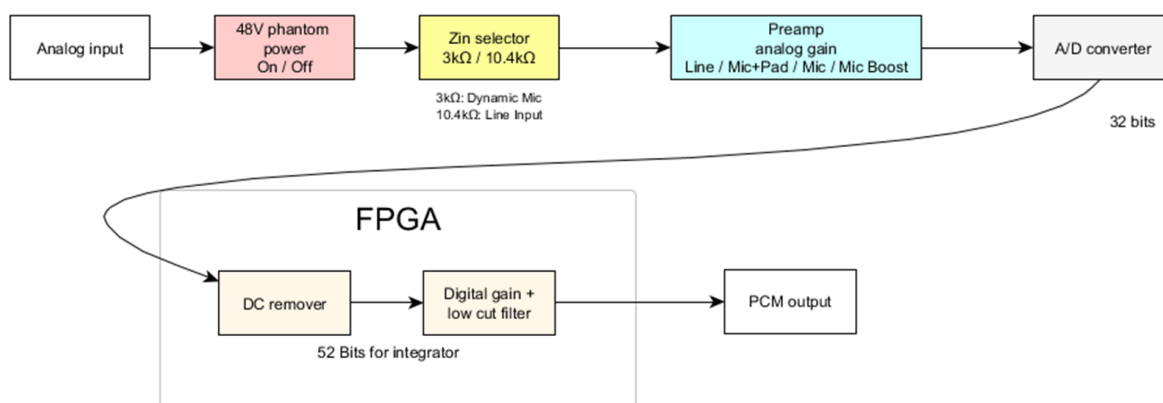 Analog input
48V phantom
power
On / Off
Zin selector
3kΩ / 10.4kΩ
Preamp
analog gain
Line / Mic+Pad / Mic / Mic Boost
A/D converter
3kΩ: Dynamic Mic
10.4kΩ: Line Input
32 bits
FPGA
DC remover
Digital gain +
low cut filter
PCM output
52 Bits for integrator